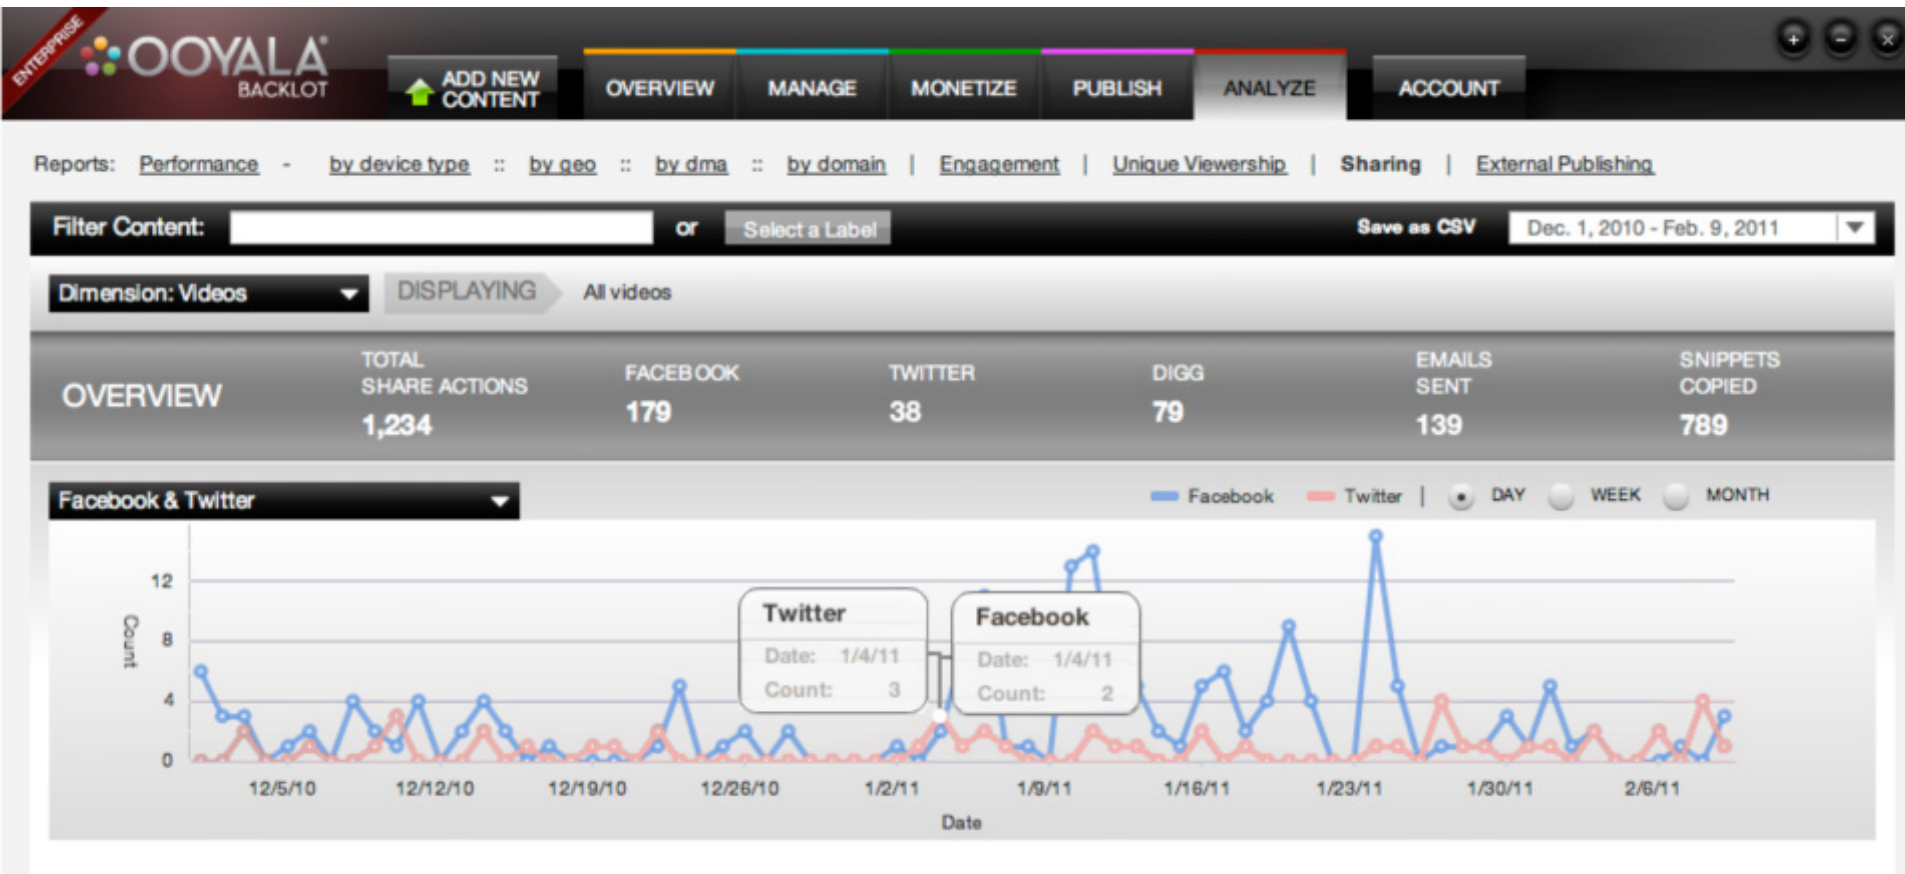 ENTERPRISE
OOYALA
BACKLOT
ADD NEW
CONTENT
OVERVIEW
MANAGE
MONETIZE
PUBLISH
ANALYZE
ACCOUNT
Reports: Performance - by device type :: by geo :: by dma :: by domain | Engagement | Unique Viewership | Sharing | External Publishing
Filter Content: or Select a Label Save as CSV Dec. 1, 2010 - Feb. 9, 2011
Dimension: Videos DISPLAYING All videos
OVERVIEW
TOTAL
SHARE ACTIONS
1,234
FACEBOOK
179
TWITTER
38
DIGG
79
EMAILS
SENT
139
SNIPPETS
COPIED
789
Facebook & Twitter
Facebook Twitter | DAY WEEK MONTH
Count
12
8
4
0
Twitter
Date: 1/4/11
Count: 3
Facebook
Date: 1/4/11
Count: 2
12/5/10 12/12/10 12/19/10 12/26/10 1/2/11 1/9/11 1/16/11 1/23/11 1/30/11 2/6/11
Date